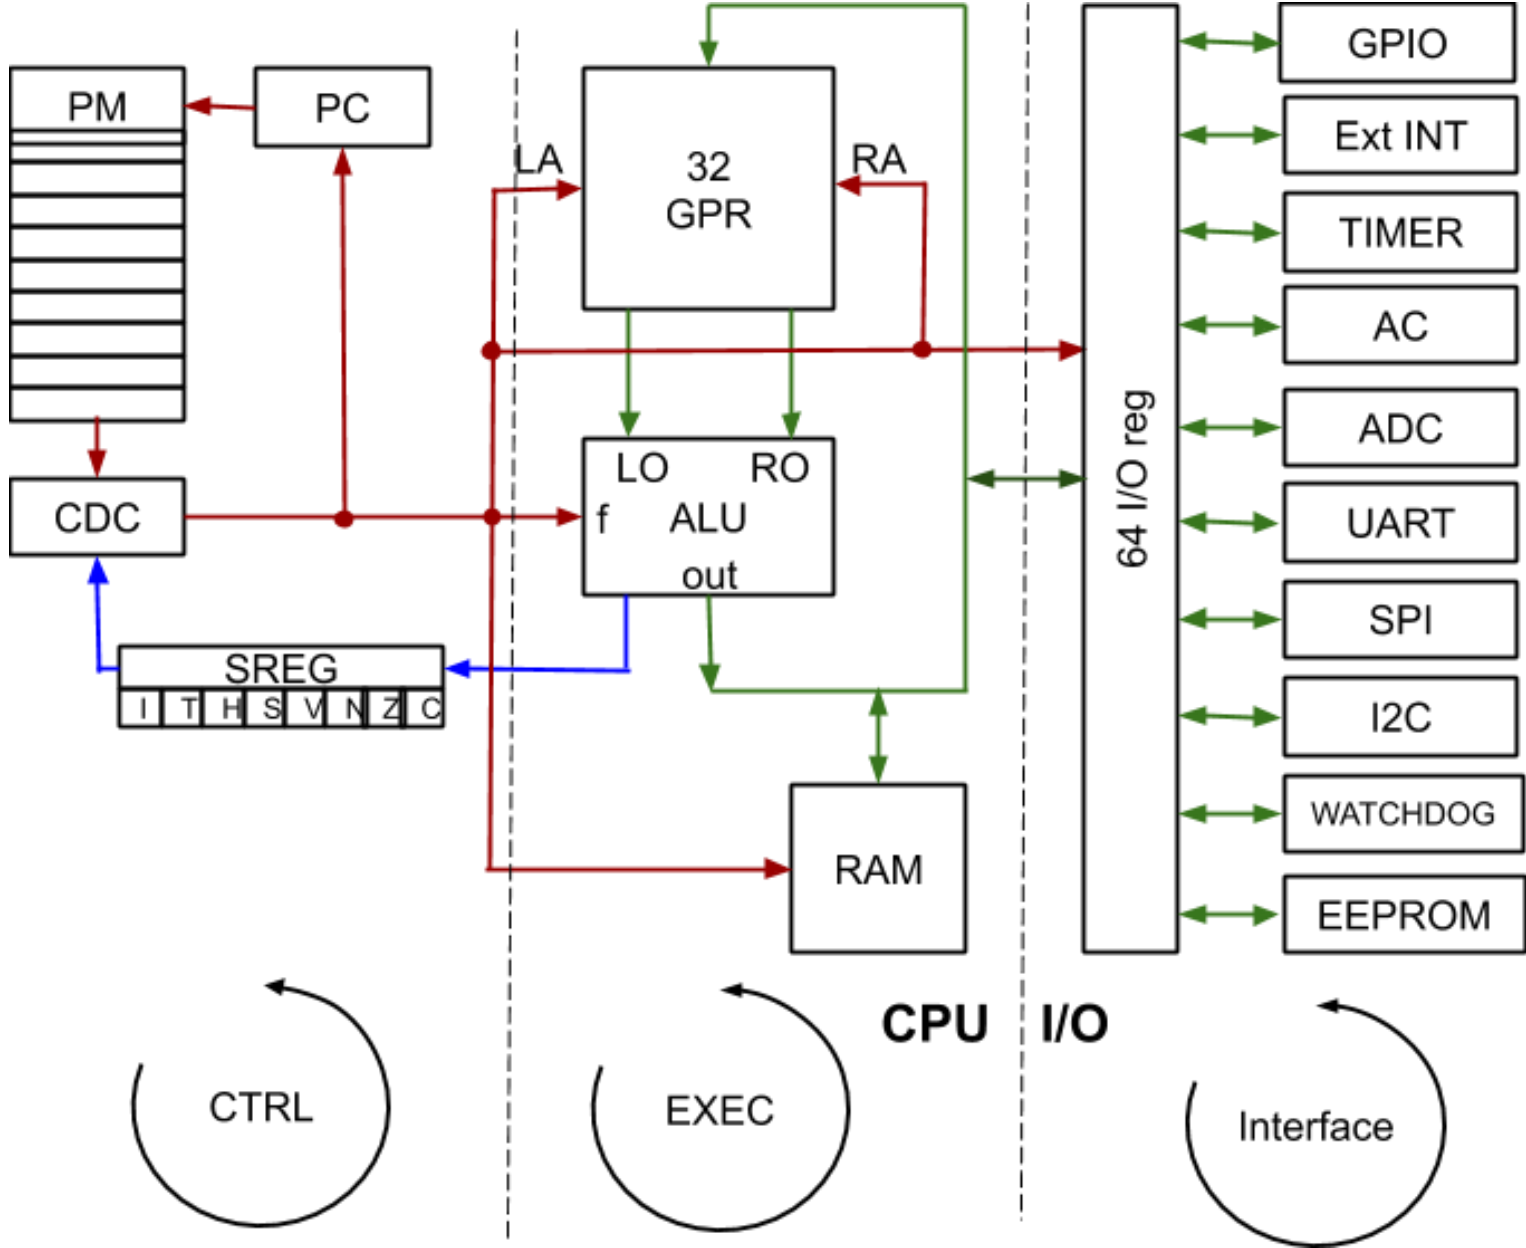 PM
PC
CDC
SREG
I T H S V N Z C
LA
RA
32
GPR
LO
RO
f
ALU
out
RAM
64 I/O reg
GPIO
Ext INT
TIMER
AC
ADC
UART
SPI
I2C
WATCHDOG
EEPROM
CPU
I/O
CTRL
EXEC
Interface